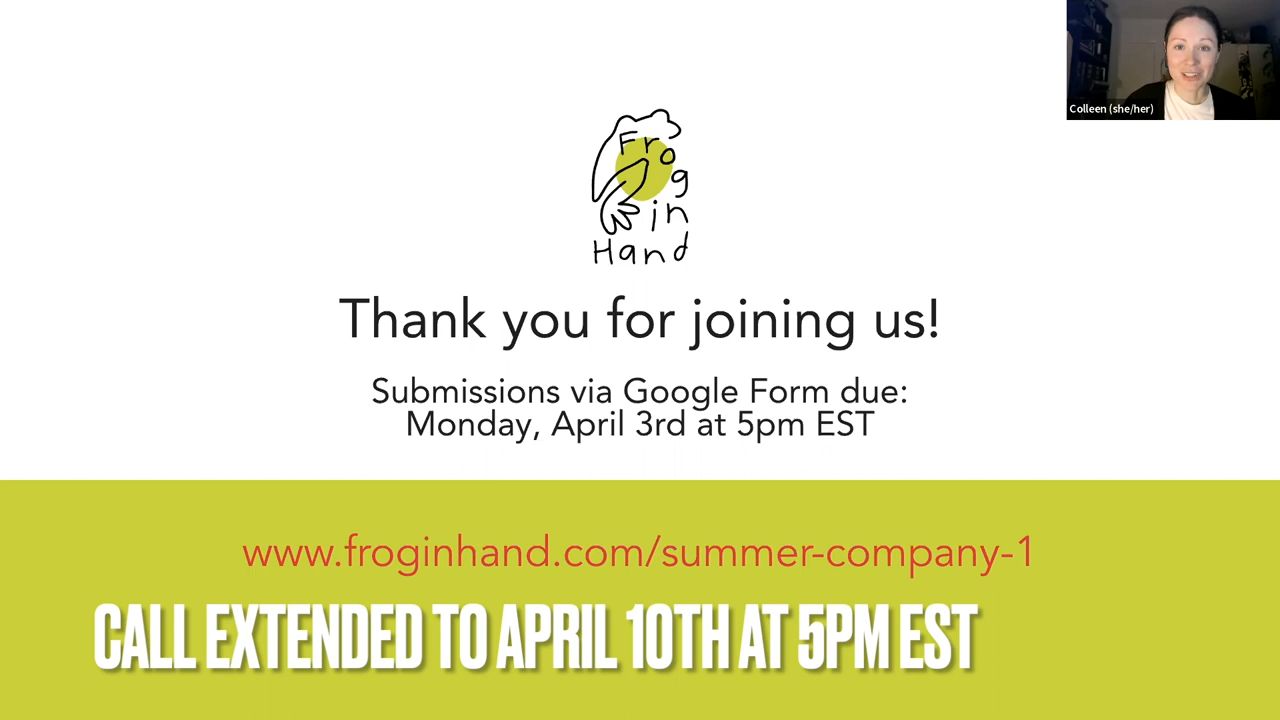 Colleen (she/her)
Frog
in
Hand
Thank you for joining us!
Submissions via Google Form due:
Monday, April 3rd at 5pm EST
www.froginhand.com/summer-company-1
CALL EXTENDED TO APRIL 10TH AT 5PM EST